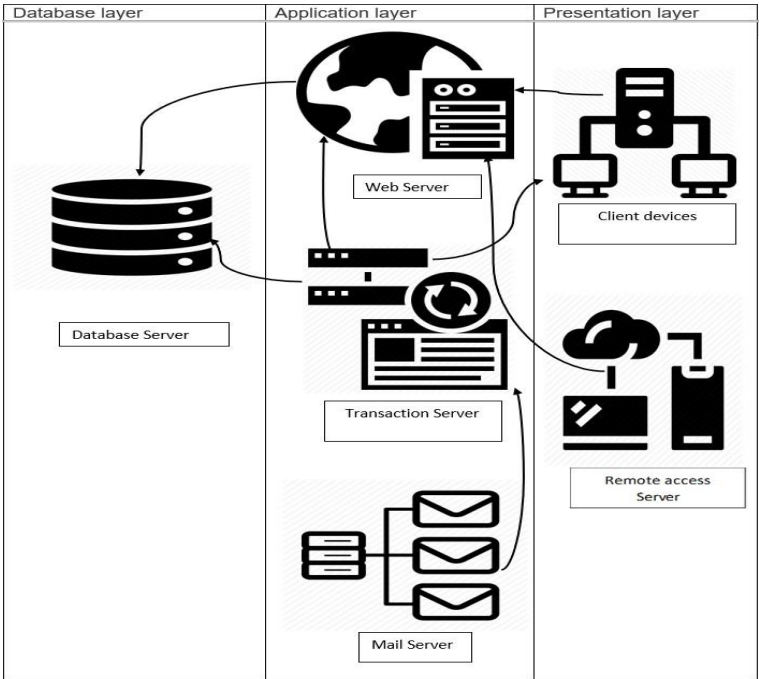 Database layer
Application layer
Presentation layer
Web Server
Client devices
Database Server
Transaction Server
Remote access
Server
Mail Server